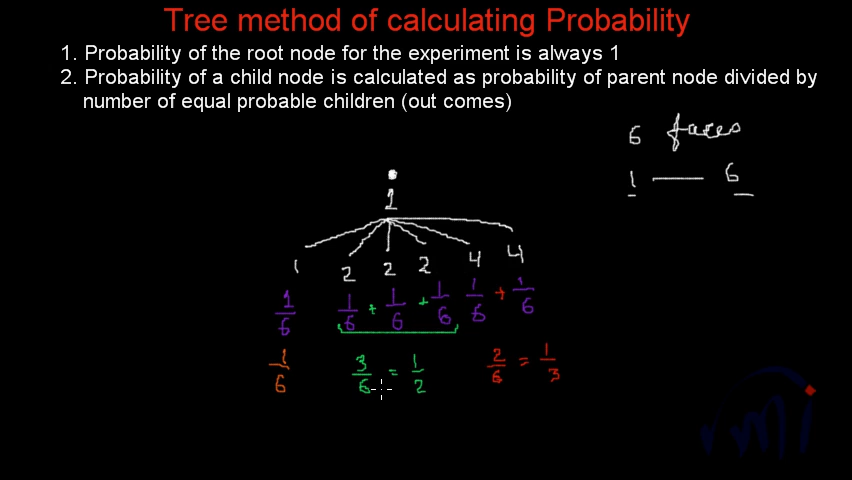 Tree method of calculating Probability
1. Probability of the root node for the experiment is always 1
2. Probability of a child node is calculated as probability of parent node divided by
number of equal probable children (out comes)
6 faces
1 — 6
1
1 2 2 2 4 4
1/6 1/6 + 1/6 + 1/6 1/6 + 1/6
1/6 3/6 = 1/2 2/6 = 1/3
vmi